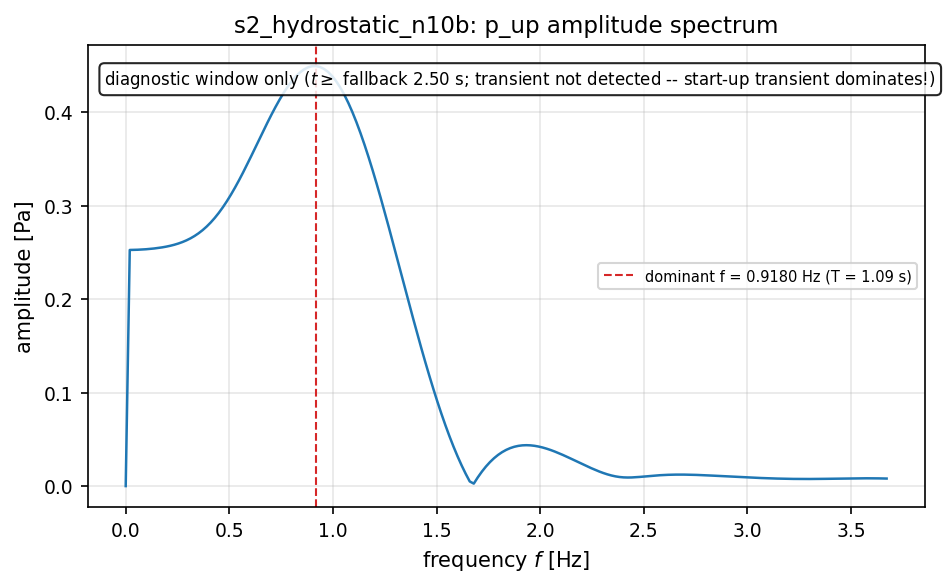 s2_hydrostatic_n10b: p_up amplitude spectrum
diagnostic window only (t ≥ fallback 2.50 s; transient not detected -- start-up transient dominates!)
0.4
0.3
0.2
0.1
0.0
amplitude [Pa]
dominant f = 0.9180 Hz (T = 1.09 s)
0.0 0.5 1.0 1.5 2.0 2.5 3.0 3.5
frequency f [Hz]